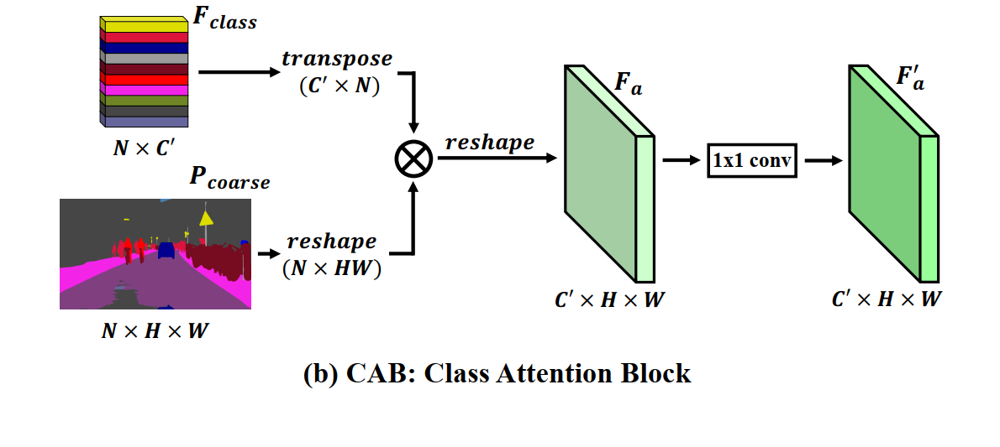 F_class
transpose
(C′ × N)
N × C′
P_coarse
reshape
(N × HW)
N × H × W
reshape
F_a
C′ × H × W
1x1 conv
F′_a
C′ × H × W
(b) CAB: Class Attention Block